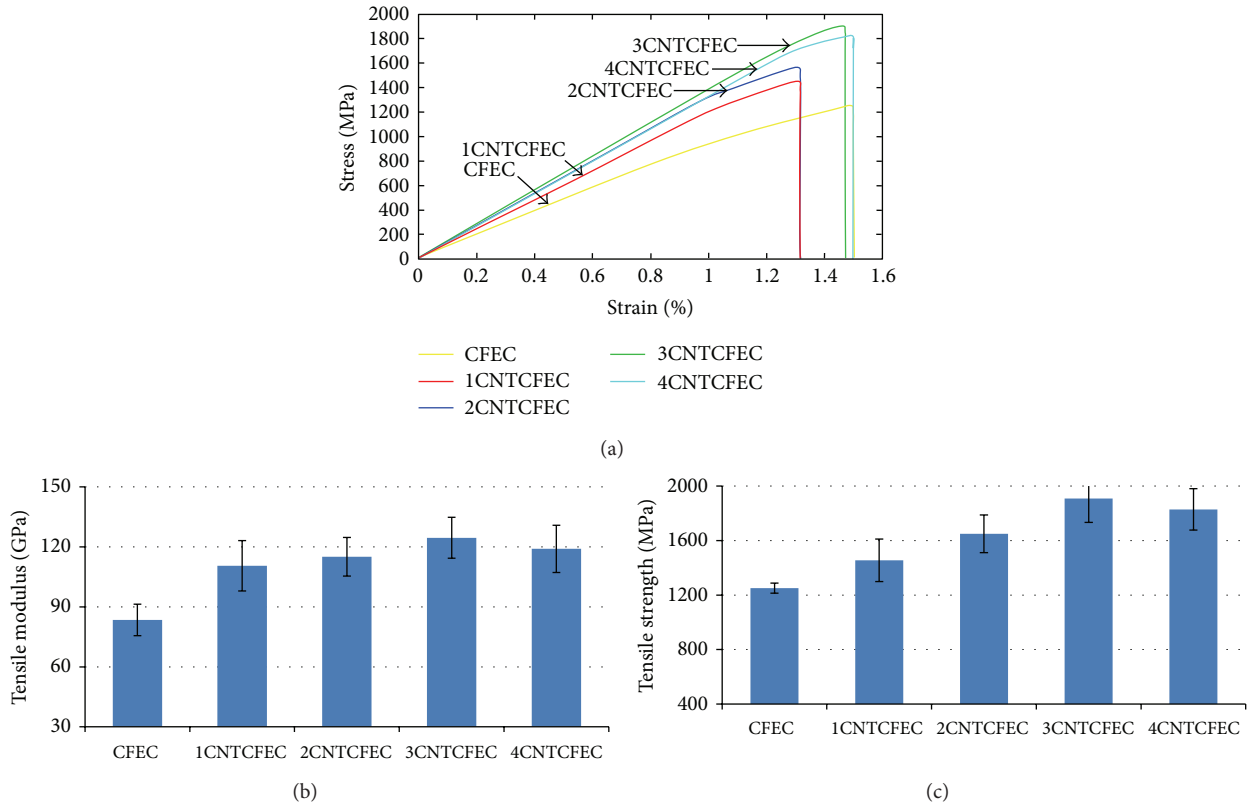 2000
1800
1600
1400
1200
1000
800
600
400
200
0
Stress (MPa)
3CNTCFEC
4CNTCFEC
2CNTCFEC
1CNTCFEC
CFEC
0 0.2 0.4 0.6 0.8 1 1.2 1.4 1.6
Strain (%)
CFEC
1CNTCFEC
2CNTCFEC
3CNTCFEC
4CNTCFEC
(a)
150
120
90
60
30
Tensile modulus (GPa)
CFEC 1CNTCFEC 2CNTCFEC 3CNTCFEC 4CNTCFEC
(b)
2000
1600
1200
800
400
Tensile strength (MPa)
CFEC 1CNTCFEC 2CNTCFEC 3CNTCFEC 4CNTCFEC
(c)